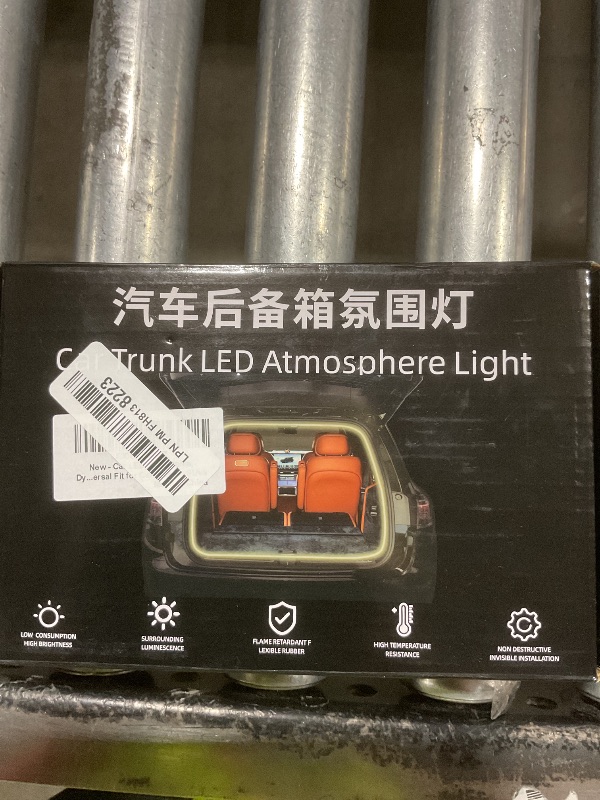 汽车后备箱氛围灯
Car Trunk LED Atmosphere Light
LPN PM FH813 8223
New - Ca
Dy...ersal Fit fo
LOW CONSUMPTION
HIGH BRIGHTNESS
SURROUNDING
LUMINESCENCE
FLAME RETARDANT F
LEXIBLE RUBBER
HIGH TEMPERATURE
RESISTANCE
NON DESTRUCTIVE
INVISIBLE INSTALLATION